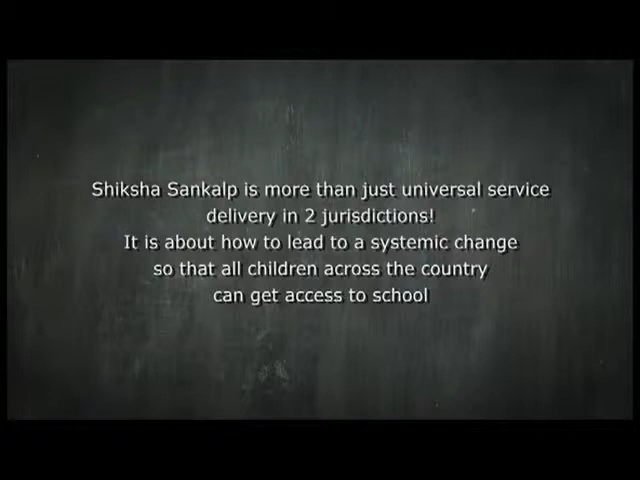 Shiksha Sankalp is more than just universal service
delivery in 2 jurisdictions!
It is about how to lead to a systemic change
so that all children across the country
can get access to school